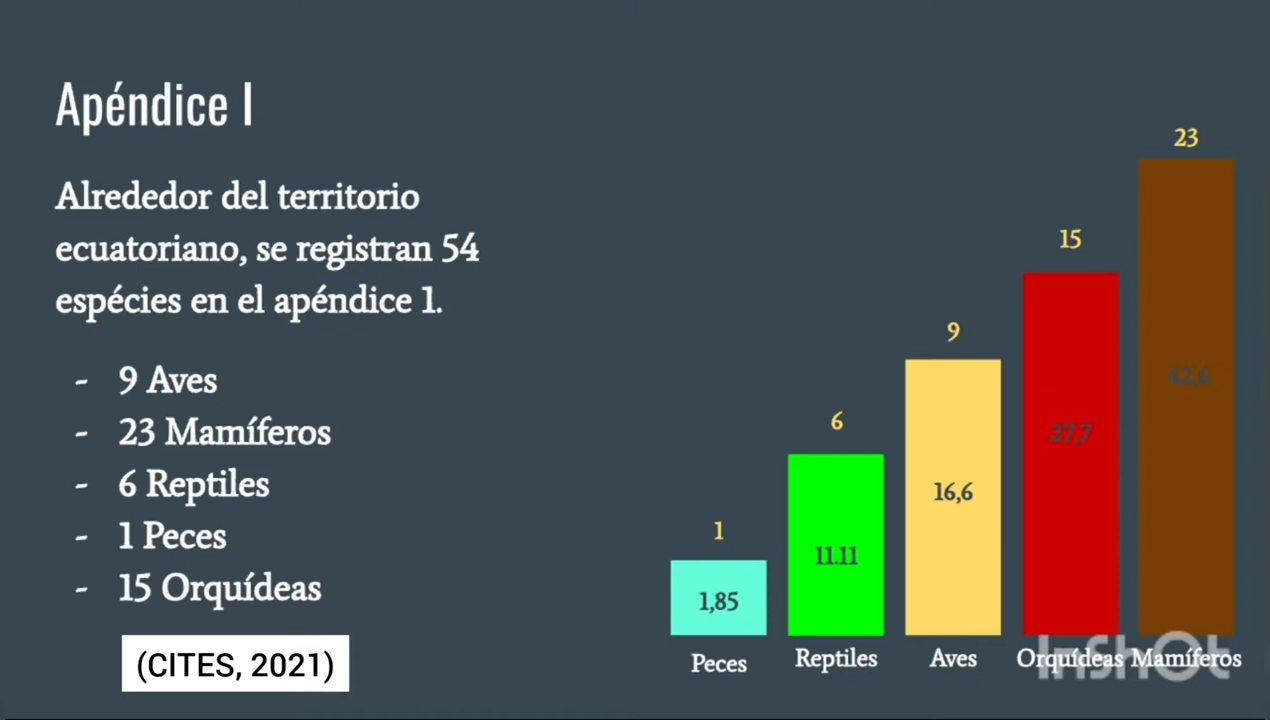 Apéndice I
Alrededor del territorio
ecuatoriano, se registran 54
espécies en el apéndice 1.
- 9 Aves
- 23 Mamíferos
- 6 Reptiles
- 1 Peces
- 15 Orquídeas
(CITES, 2021)
23
15
9
6
1
42,6
27,7
16,6
11.11
1,85
Peces
Reptiles
Aves
Orquídeas
Mamíferos
InShOt